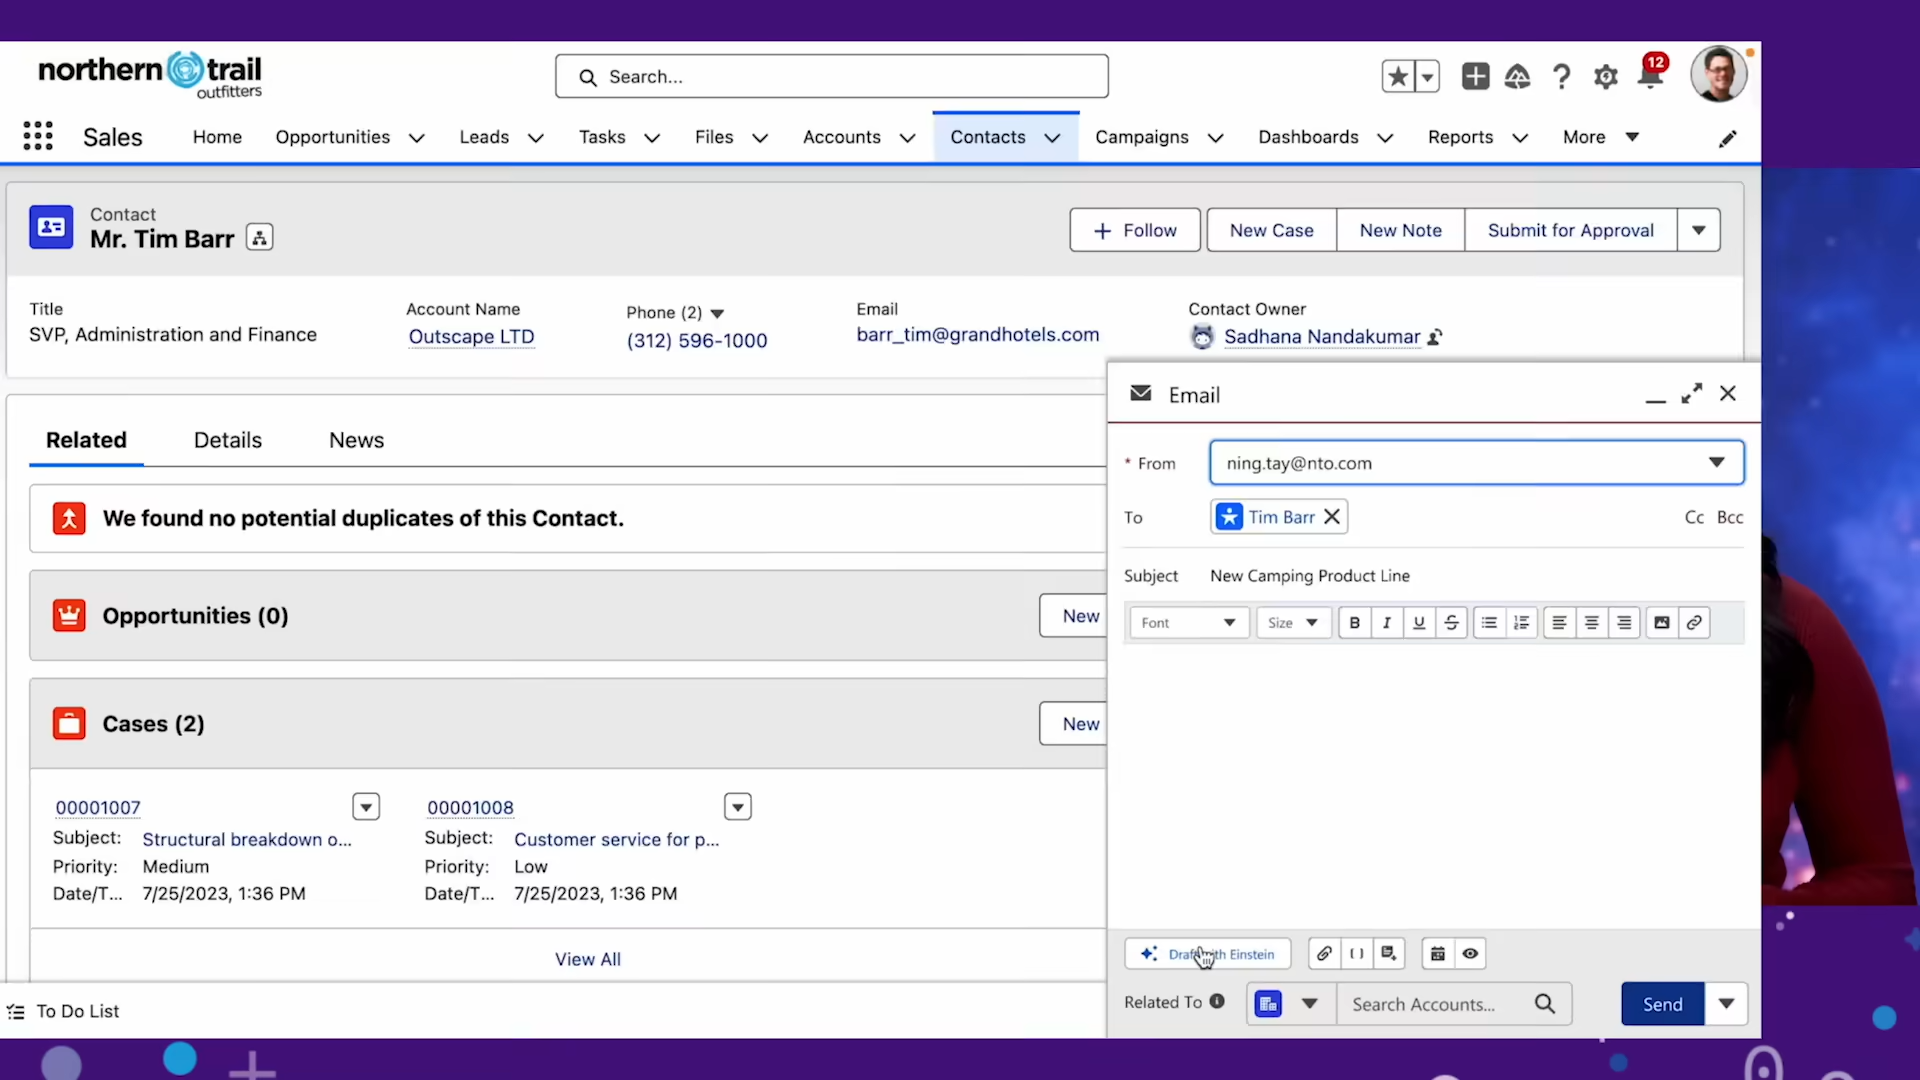 northern trail
outfitters
Search...
12
Sales Home Opportunities Leads Tasks Files Accounts Contacts Campaigns Dashboards Reports More
Contact
Mr. Tim Barr
Follow New Case New Note Submit for Approval
Title
SVP, Administration and Finance
Account Name
Outscape LTD
Phone (2)
(312) 596-1000
Email
barr_tim@grandhotels.com
Contact Owner
Sadhana Nandakumar
Related Details News
We found no potential duplicates of this Contact.
Opportunities (0)
New
Cases (2)
New
00001007
Subject: Structural breakdown o...
Priority: Medium
Date/T... 7/25/2023, 1:36 PM
00001008
Subject: Customer service for p...
Priority: Low
Date/T... 7/25/2023, 1:36 PM
View All
To Do List
Email
* From ning.tay@nto.com
To Tim Barr Cc Bcc
Subject New Camping Product Line
Font Size B I U S
Draft with Einstein
Related To Search Accounts... Send